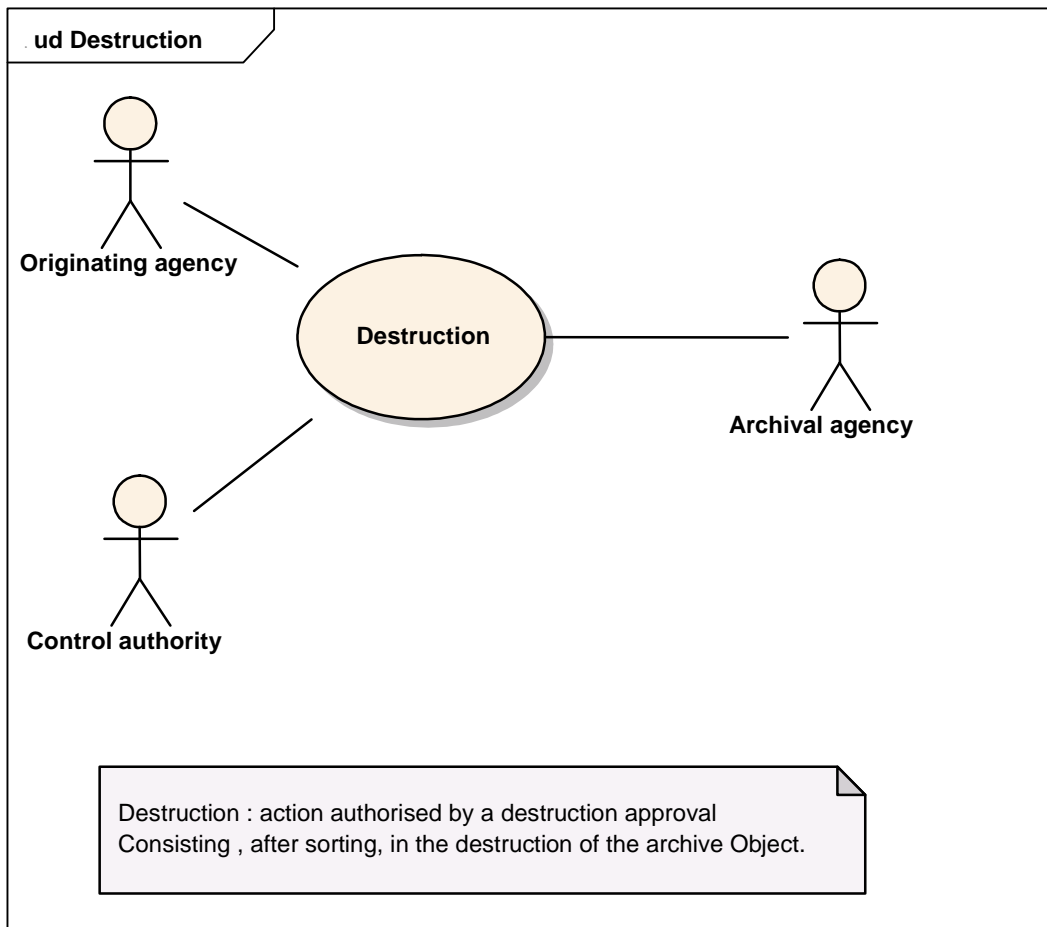 ud Destruction
Originating agency
Destruction
Archival agency
Control authority
Destruction : action authorised by a destruction approval
Consisting , after sorting, in the destruction of the archive Object.